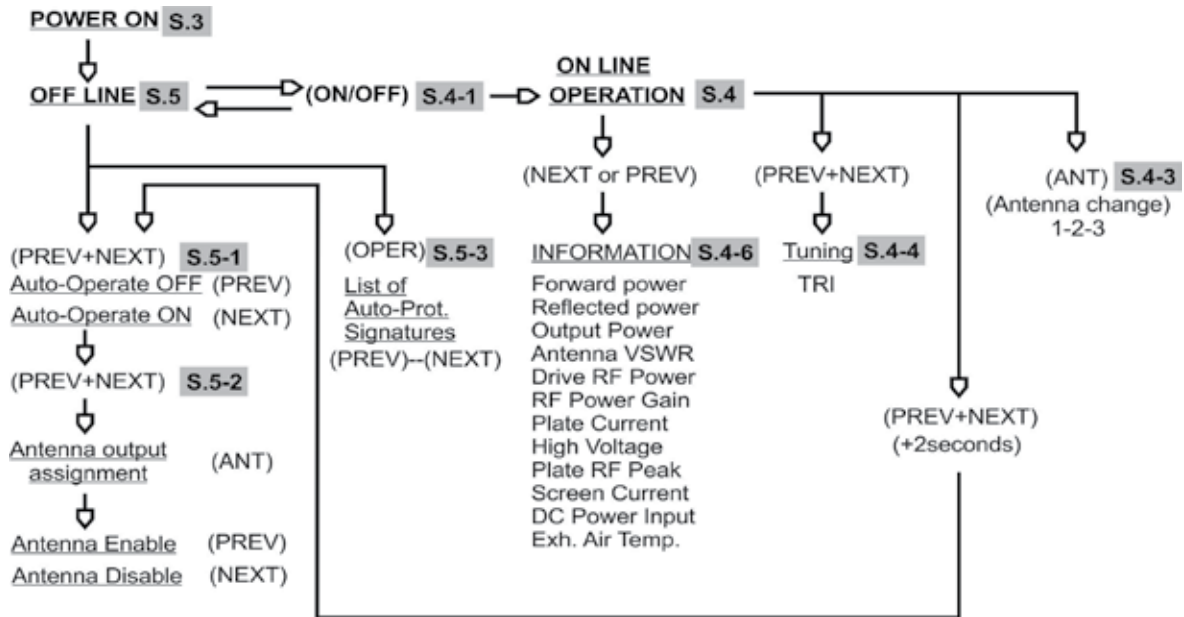 POWER ON S.3
OFF LINE S.5
(ON/OFF) S.4-1
ON LINE
OPERATION S.4
(PREV+NEXT) S.5-1
Auto-Operate OFF (PREV)
Auto-Operate ON (NEXT)
(PREV+NEXT) S.5-2
Antenna output
assignment (ANT)
Antenna Enable (PREV)
Antenna Disable (NEXT)
(OPER) S.5-3
List of
Auto-Prot.
Signatures
(PREV)--(NEXT)
(NEXT or PREV)
INFORMATION S.4-6
Forward power
Reflected power
Output Power
Antenna VSWR
Drive RF Power
RF Power Gain
Plate Current
High Voltage
Plate RF Peak
Screen Current
DC Power Input
Exh. Air Temp.
(PREV+NEXT)
Tuning S.4-4
TRI
(PREV+NEXT)
(+2seconds)
(ANT) S.4-3
(Antenna change)
1-2-3